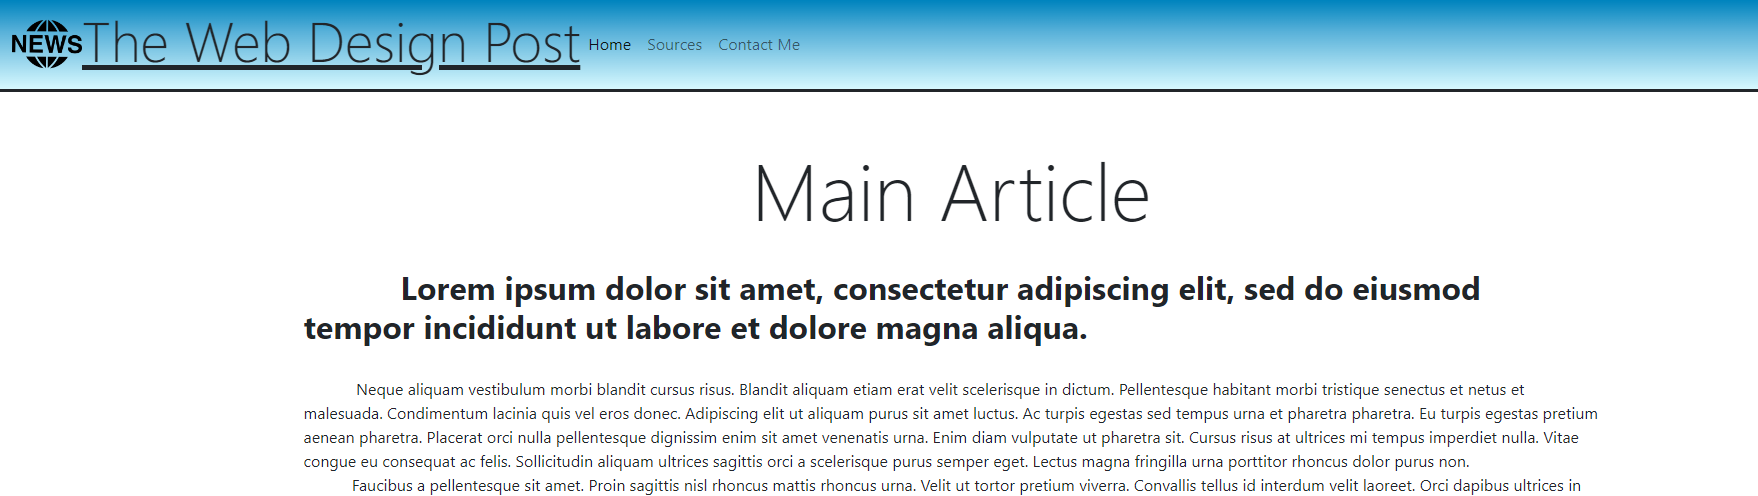 NEWS The Web Design Post Home Sources Contact Me
Main Article
Lorem ipsum dolor sit amet, consectetur adipiscing elit, sed do eiusmod
tempor incididunt ut labore et dolore magna aliqua.
Neque aliquam vestibulum morbi blandit cursus risus. Blandit aliquam etiam erat velit scelerisque in dictum. Pellentesque habitant morbi tristique senectus et netus et
malesuada. Condimentum lacinia quis vel eros donec. Adipiscing elit ut aliquam purus sit amet luctus. Ac turpis egestas sed tempus urna et pharetra pharetra. Eu turpis egestas pretium
aenean pharetra. Placerat orci nulla pellentesque dignissim enim sit amet venenatis urna. Enim diam vulputate ut pharetra sit. Cursus risus at ultrices mi tempus imperdiet nulla. Vitae
congue eu consequat ac felis. Sollicitudin aliquam ultrices sagittis orci a scelerisque purus semper eget. Lectus magna fringilla urna porttitor rhoncus dolor purus non.
Faucibus a pellentesque sit amet. Proin sagittis nisl rhoncus mattis rhoncus urna. Velit ut tortor pretium viverra. Convallis tellus id interdum velit laoreet. Orci dapibus ultrices in